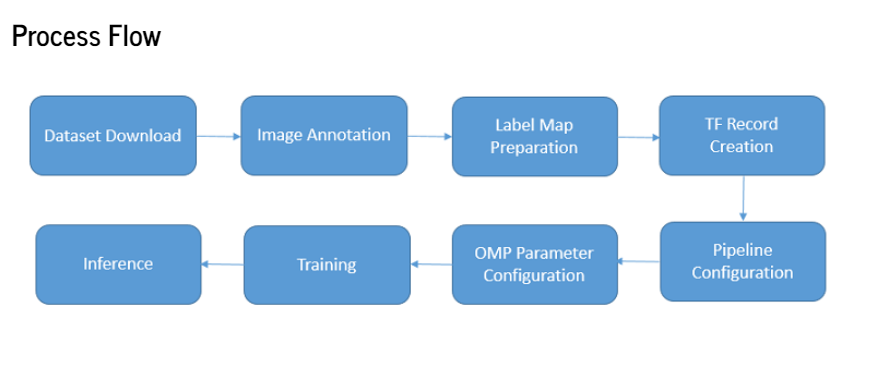 Process Flow
Dataset Download
Image Annotation
Label Map
Preparation
TF Record
Creation
Pipeline
Configuration
OMP Parameter
Configuration
Training
Inference